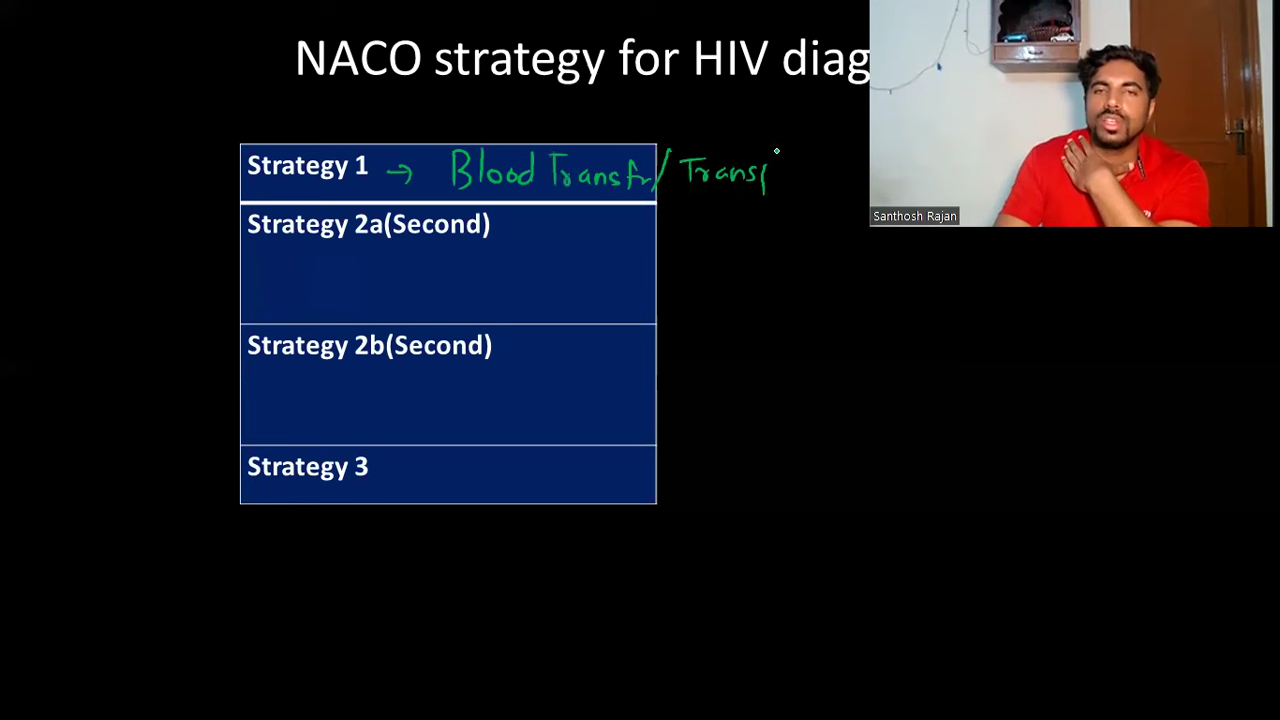 NACO strategy for HIV diag
Strategy 1 → Blood Transfr/Transp
Santhosh Rajan
Strategy 2a(Second)
Strategy 2b(Second)
Strategy 3